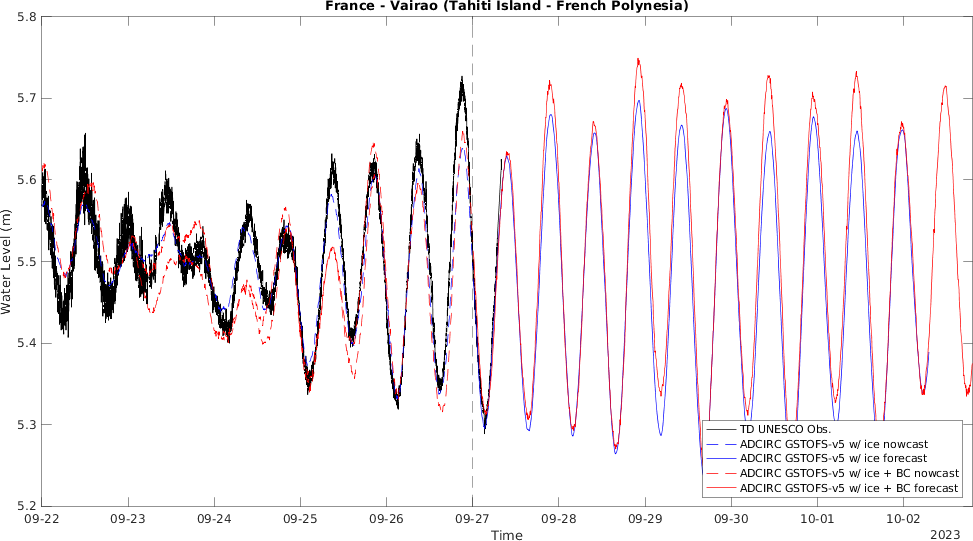 France - Vairao (Tahiti Island - French Polynesia)
5.8
5.7
5.6
5.5
5.4
5.3
5.2
Water Level (m)
TD UNESCO Obs.
ADCIRC GSTOFS-v5 w/ ice nowcast
ADCIRC GSTOFS-v5 w/ ice forecast
ADCIRC GSTOFS-v5 w/ ice + BC nowcast
ADCIRC GSTOFS-v5 w/ ice + BC forecast
09-22 09-23 09-24 09-25 09-26 09-27 09-28 09-29 09-30 10-01 10-02
Time
2023